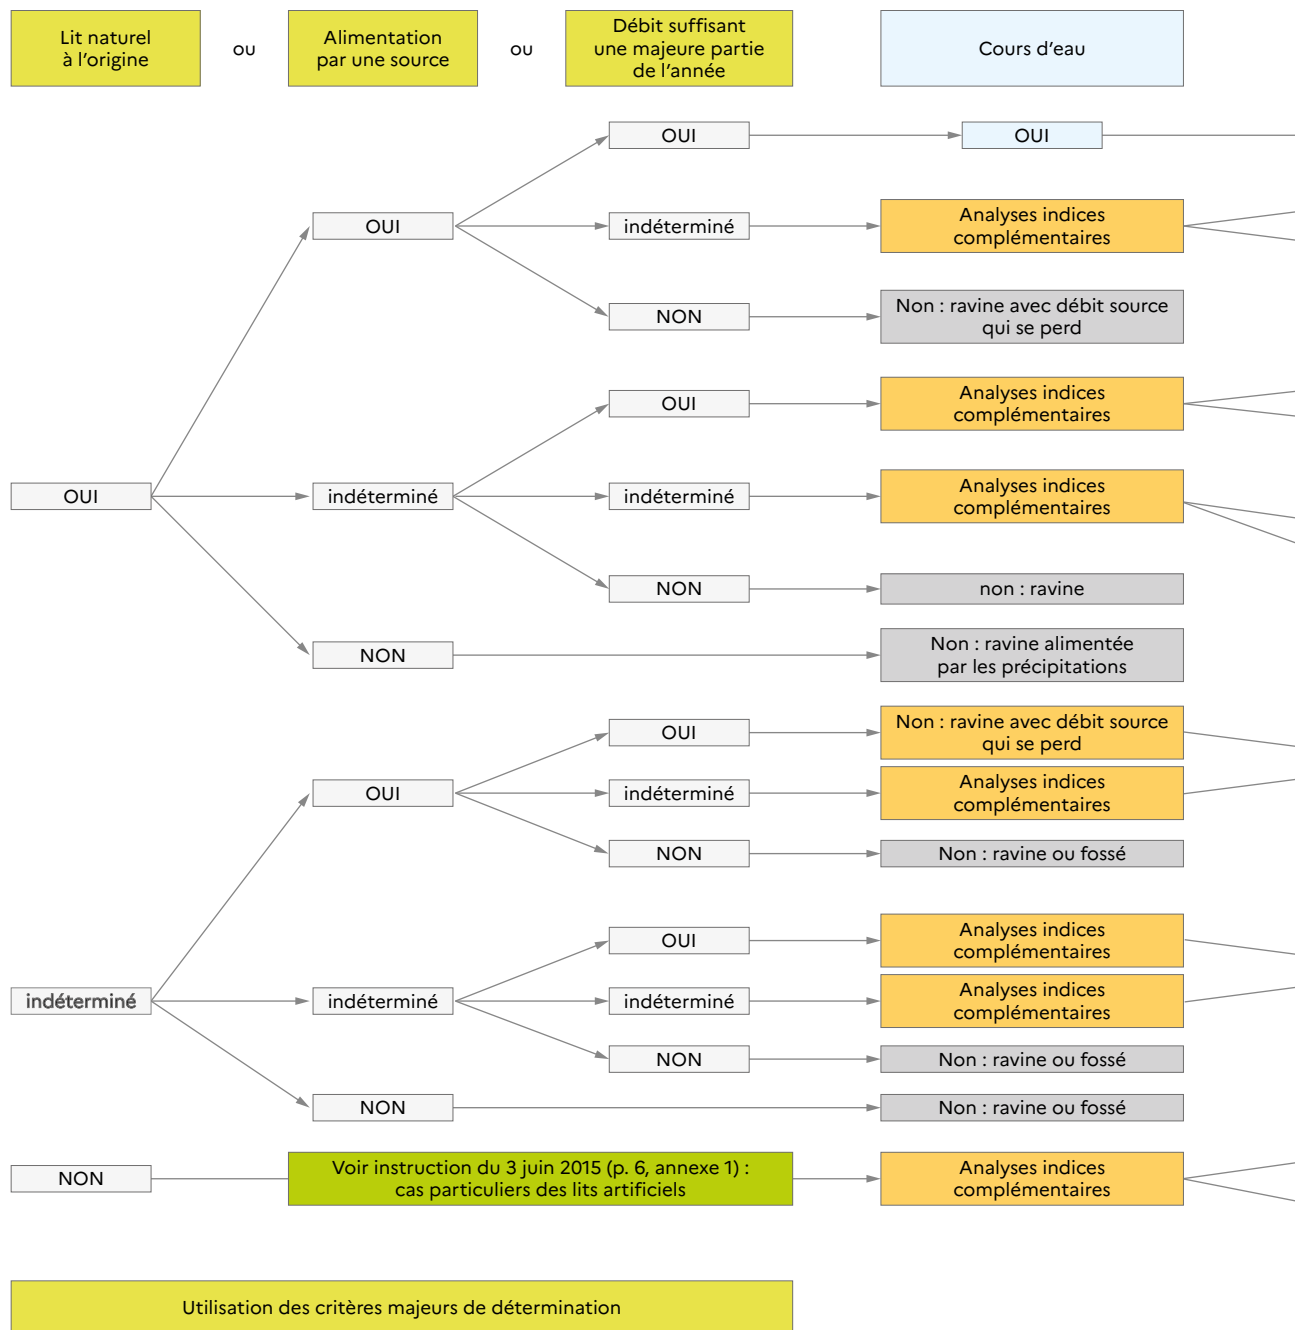 Lit naturel
à l'origine
ou
Alimentation
par une source
ou
Débit suffisant
une majeure partie
de l'année
Cours d'eau
OUI
OUI
OUI
indéterminé
Analyses indices
complémentaires
NON
Non : ravine avec débit source
qui se perd
OUI
Analyses indices
complémentaires
OUI
indéterminé
indéterminé
Analyses indices
complémentaires
NON
non : ravine
NON
Non : ravine alimentée
par les précipitations
OUI
Non : ravine avec débit source
qui se perd
OUI
indéterminé
Analyses indices
complémentaires
NON
Non : ravine ou fossé
OUI
Analyses indices
complémentaires
indéterminé
indéterminé
indéterminé
Analyses indices
complémentaires
NON
Non : ravine ou fossé
NON
Non : ravine ou fossé
NON
Voir instruction du 3 juin 2015 (p. 6, annexe 1) :
cas particuliers des lits artificiels
Analyses indices
complémentaires
Utilisation des critères majeurs de détermination